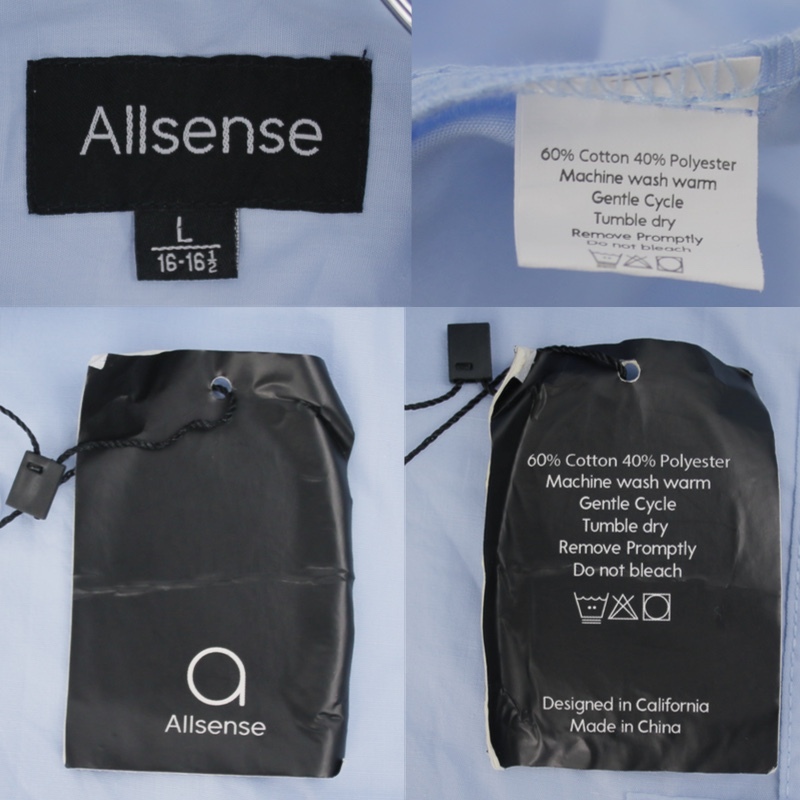 Allsense
L
16-16½
60% Cotton 40% Polyester
Machine wash warm
Gentle Cycle
Tumble dry
Remove Promptly
Do not bleach
a
Allsense
60% Cotton 40% Polyester
Machine wash warm
Gentle Cycle
Tumble dry
Remove Promptly
Do not bleach
Designed in California
Made in China